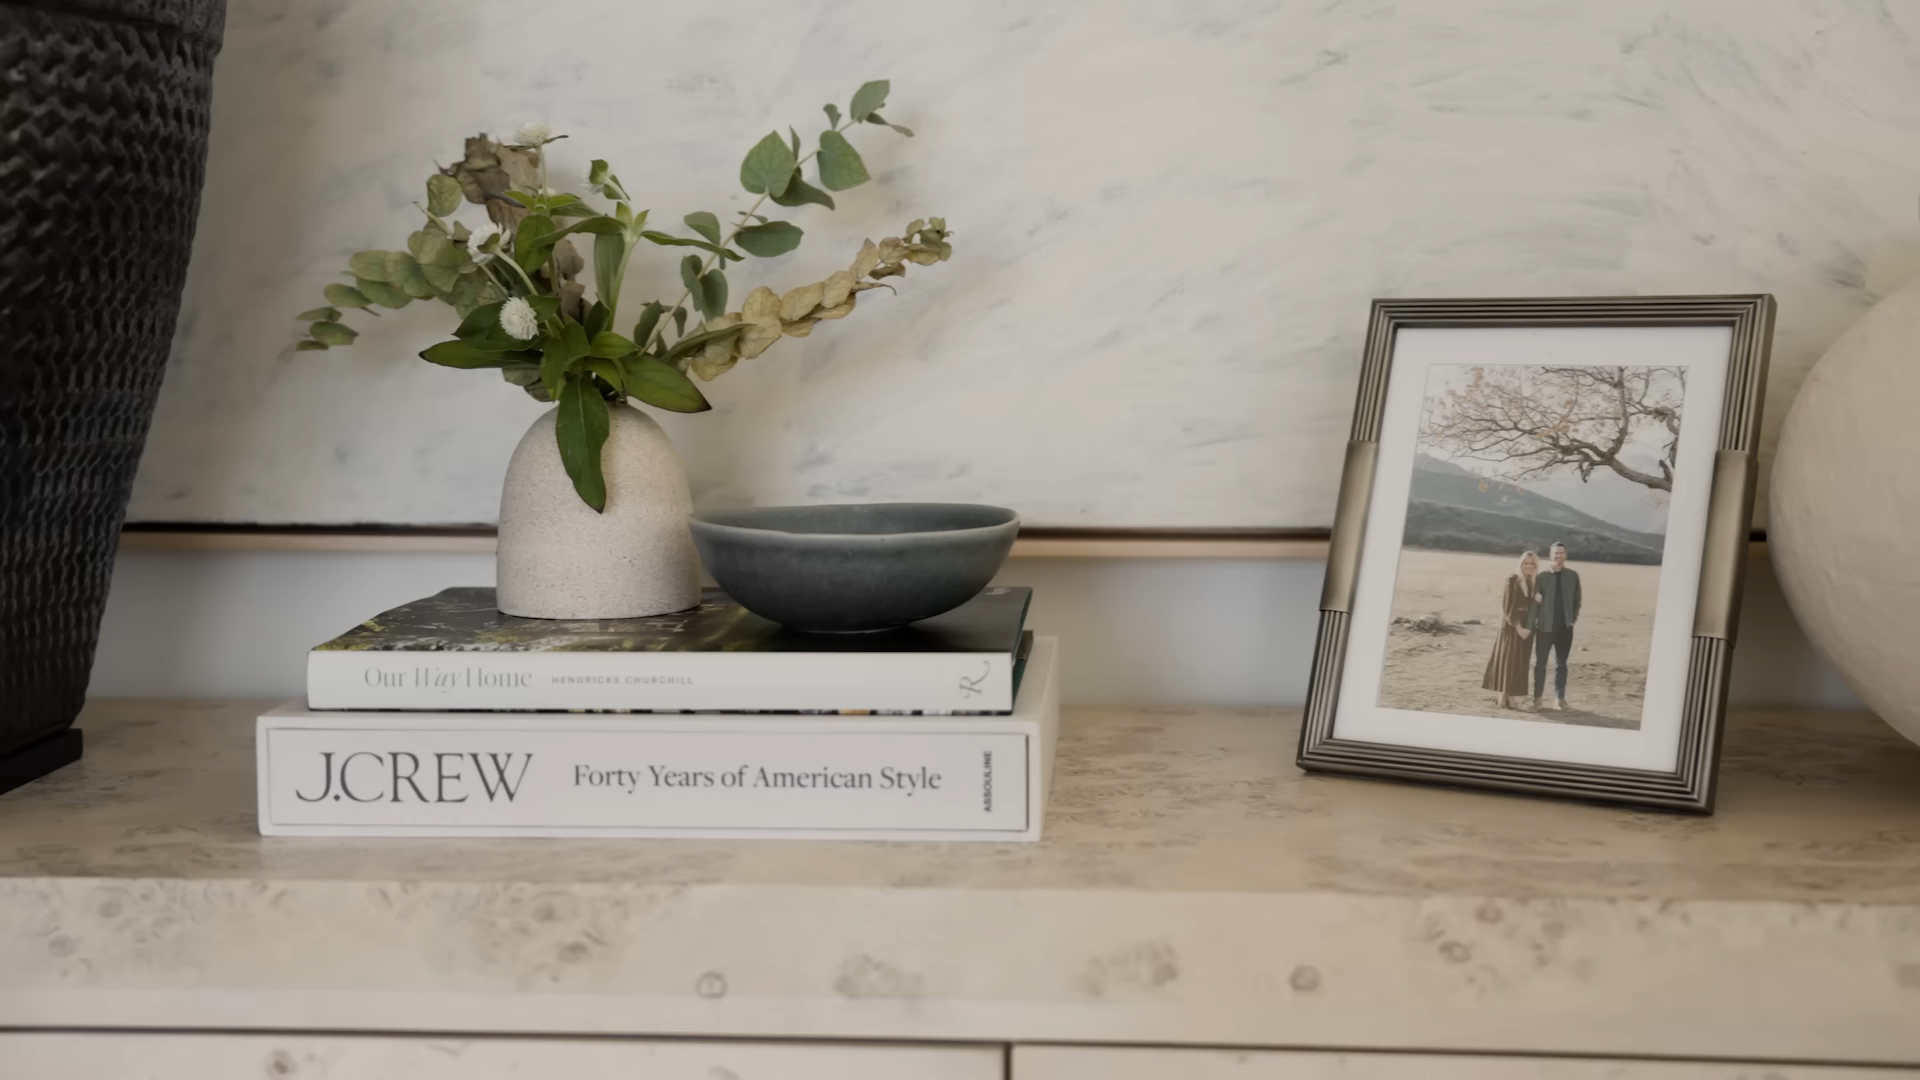 Our Way Home HENDRICKS CHURCHILL R
J.CREW Forty Years of American Style ASSOULINE